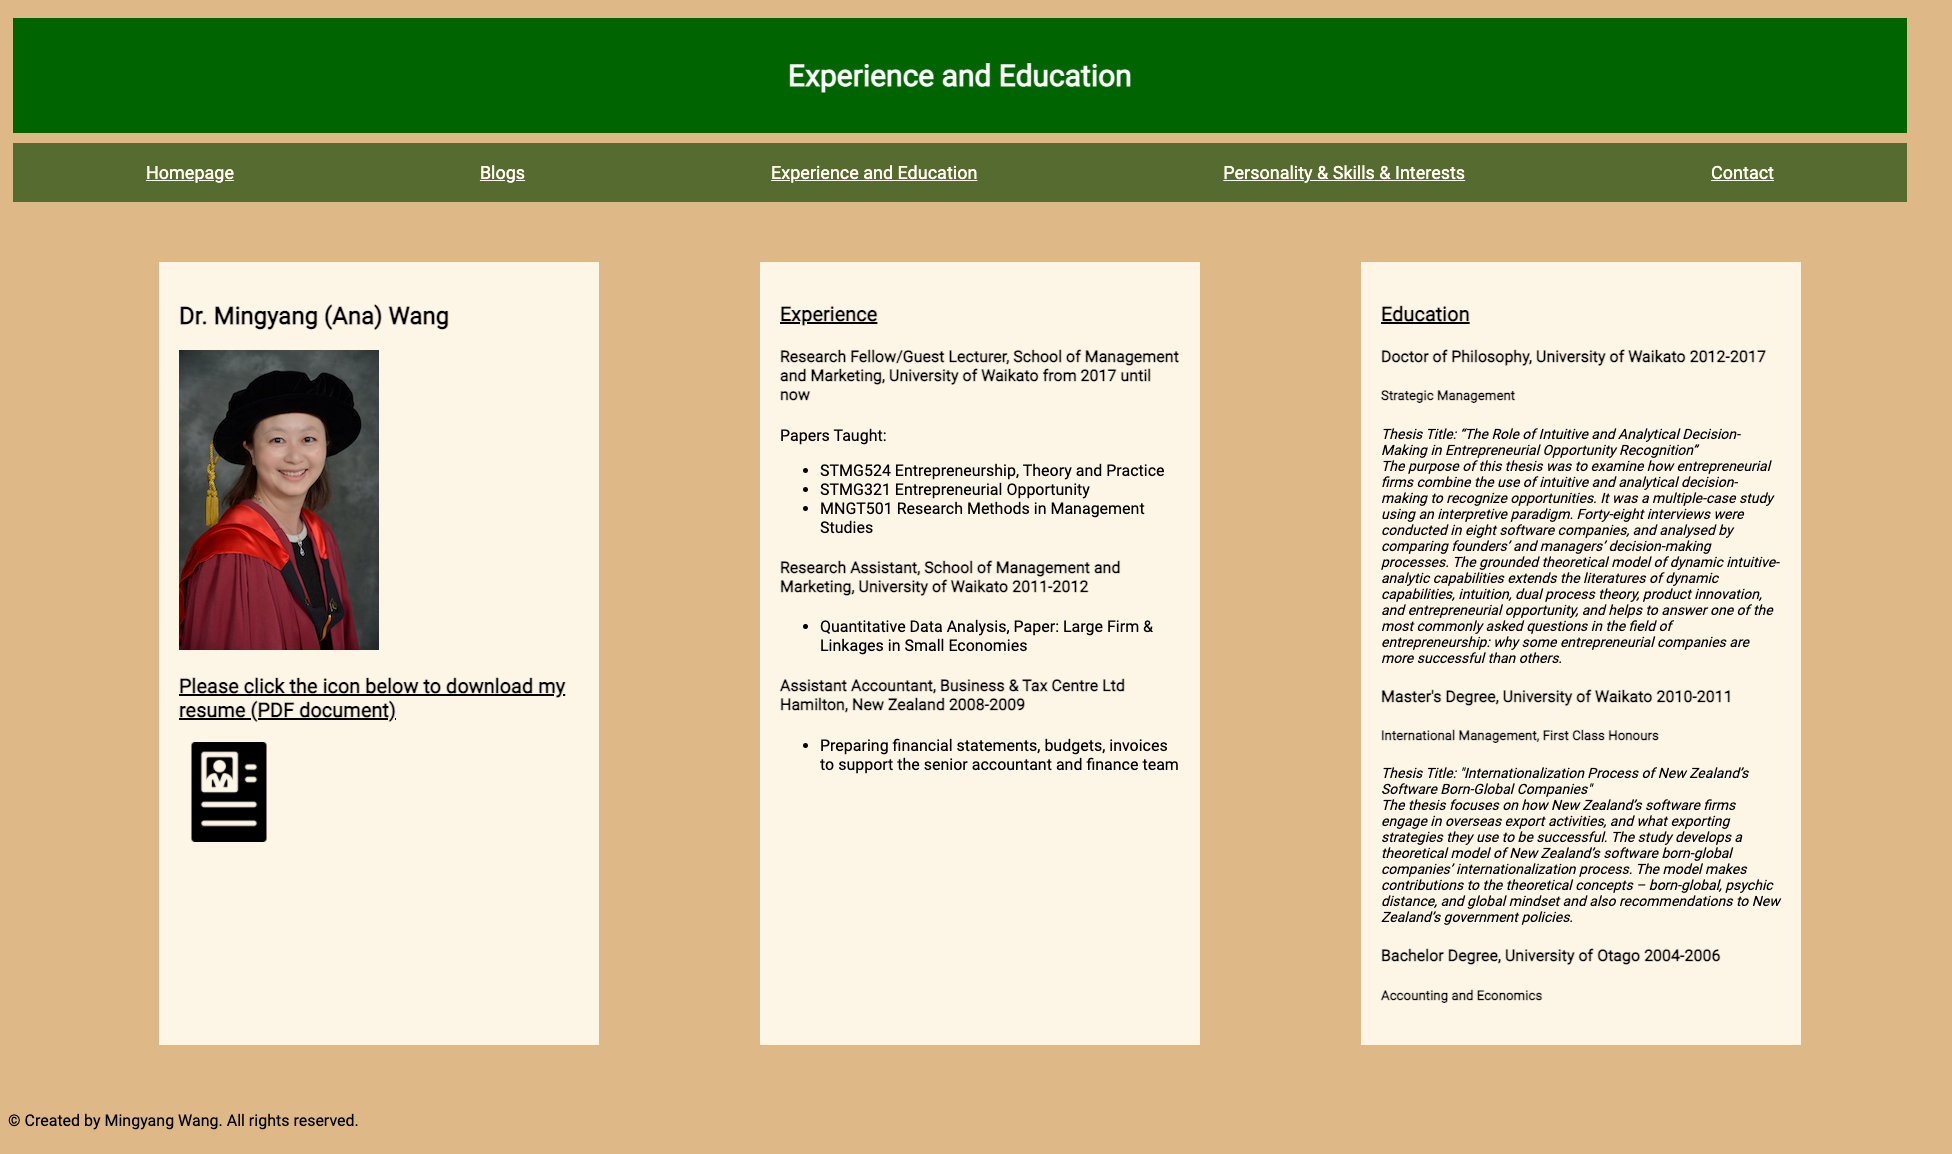 Experience and Education
Homepage
Blogs
Experience and Education
Personality & Skills & Interests
Contact
Dr. Mingyang (Ana) Wang
Please click the icon below to download my
resume (PDF document)
Experience
Research Fellow/Guest Lecturer, School of Management
and Marketing, University of Waikato from 2017 until
now
Papers Taught:
• STMG524 Entrepreneurship, Theory and Practice
• STMG321 Entrepreneurial Opportunity
• MNGT501 Research Methods in Management
Studies
Research Assistant, School of Management and
Marketing, University of Waikato 2011-2012
• Quantitative Data Analysis, Paper: Large Firm &
Linkages in Small Economies
Assistant Accountant, Business & Tax Centre Ltd
Hamilton, New Zealand 2008-2009
• Preparing financial statements, budgets, invoices
to support the senior accountant and finance team
Education
Doctor of Philosophy, University of Waikato 2012-2017
Strategic Management
Thesis Title: “The Role of Intuitive and Analytical Decision-
Making in Entrepreneurial Opportunity Recognition”
The purpose of this thesis was to examine how entrepreneurial
firms combine the use of intuitive and analytical decision-
making to recognize opportunities. It was a multiple-case study
using an interpretive paradigm. Forty-eight interviews were
conducted in eight software companies, and analysed by
comparing founders’ and managers’ decision-making
processes. The grounded theoretical model of dynamic intuitive-
analytic capabilities extends the literatures of dynamic
capabilities, intuition, dual process theory, product innovation,
and entrepreneurial opportunity, and helps to answer one of the
most commonly asked questions in the field of
entrepreneurship: why some entrepreneurial companies are
more successful than others.
Master's Degree, University of Waikato 2010-2011
International Management, First Class Honours
Thesis Title: "Internationalization Process of New Zealand’s
Software Born-Global Companies"
The thesis focuses on how New Zealand’s software firms
engage in overseas export activities, and what exporting
strategies they use to be successful. The study develops a
theoretical model of New Zealand’s software born-global
companies’ internationalization process. The model makes
contributions to the theoretical concepts – born-global, psychic
distance, and global mindset and also recommendations to New
Zealand’s government policies.
Bachelor Degree, University of Otago 2004-2006
Accounting and Economics
© Created by Mingyang Wang. All rights reserved.